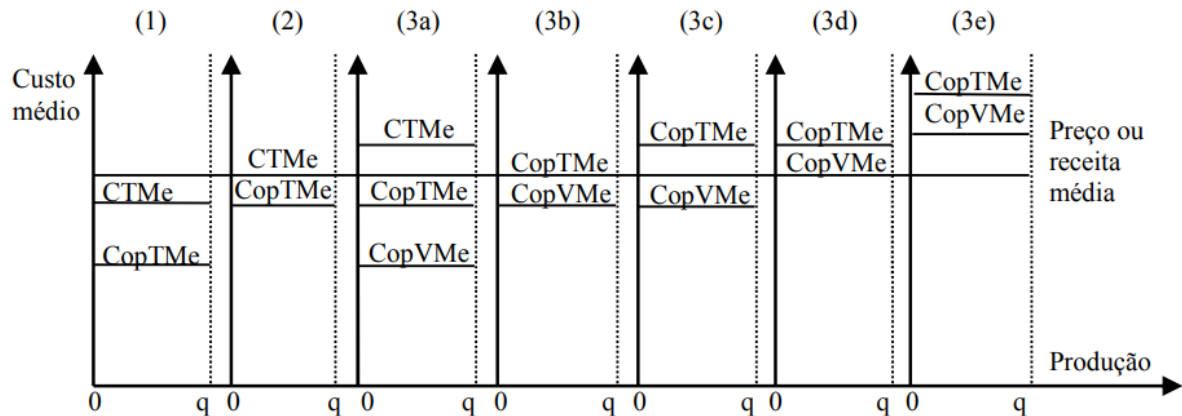 (1) (2) (3a) (3b) (3c) (3d) (3e)
Custo
médio
CopTMe
CopVMe
CTMe
CopTMe
CopTMe
Preço ou
receita
média
CTMe
CopTMe
CopVMe
CTMe
CopTMe
CopTMe
CopVMe
CopVMe
CopTMe
CopVMe
Produção
0 q 0 q 0 q 0 q 0 q 0 q 0 q